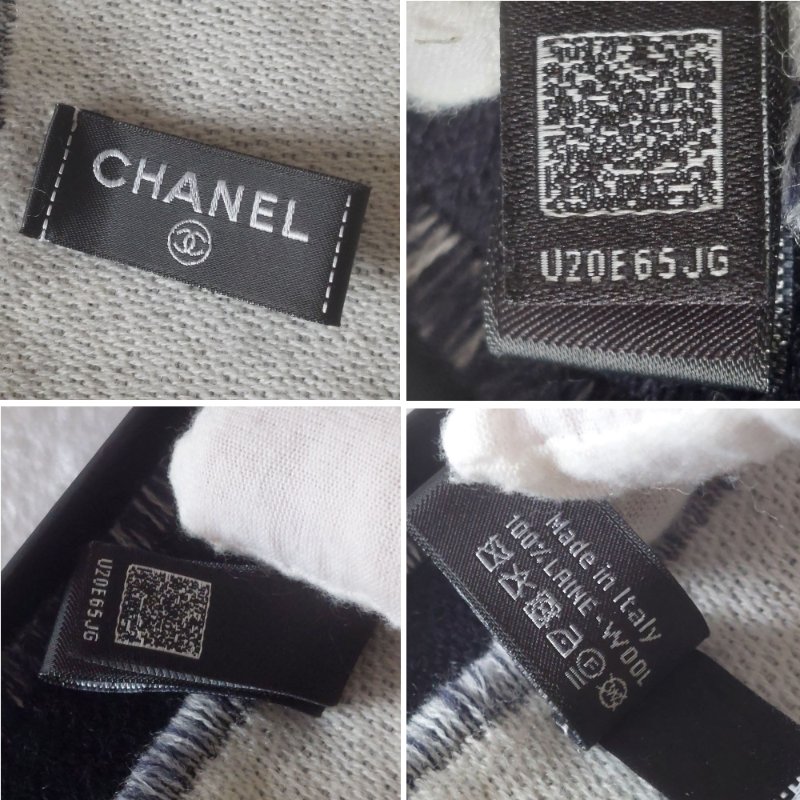 CHANEL
U20E65JG
U20E65JG
Made in Italy
100% LAINE - WOOL